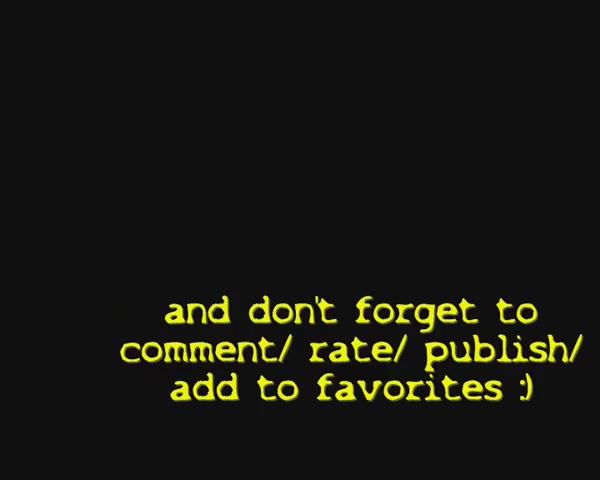 and don't forget to
comment/ rate/ publish/
add to favorites :)